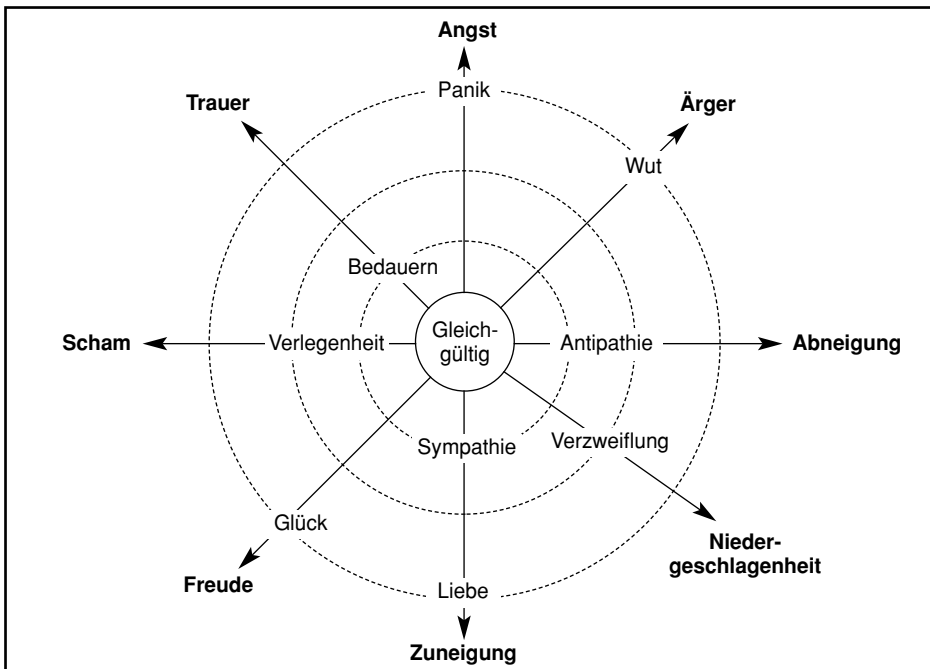 Angst
Panik
Trauer
Ärger
Wut
Bedauern
Scham
Verlegenheit
Gleich-
gültig
Antipathie
Abneigung
Sympathie
Verzweiflung
Glück
Nieder-
geschlagenheit
Freude
Liebe
Zuneigung